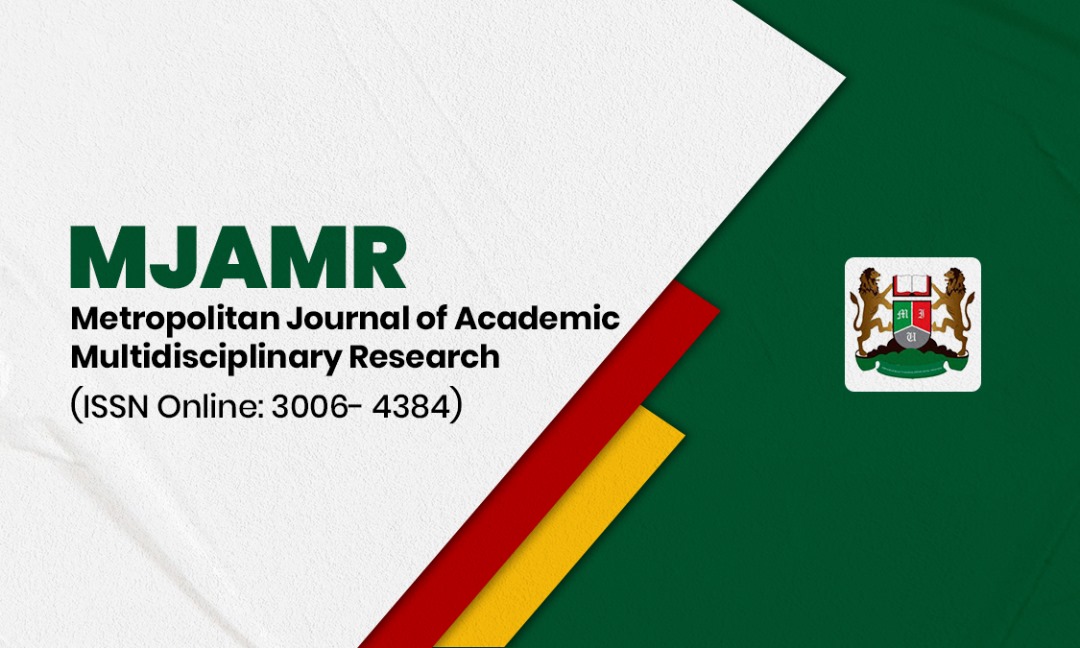 MJAMR
Metropolitan Journal of Academic
Multidisciplinary Research
(ISSN Online: 3006- 4384)
M I
U